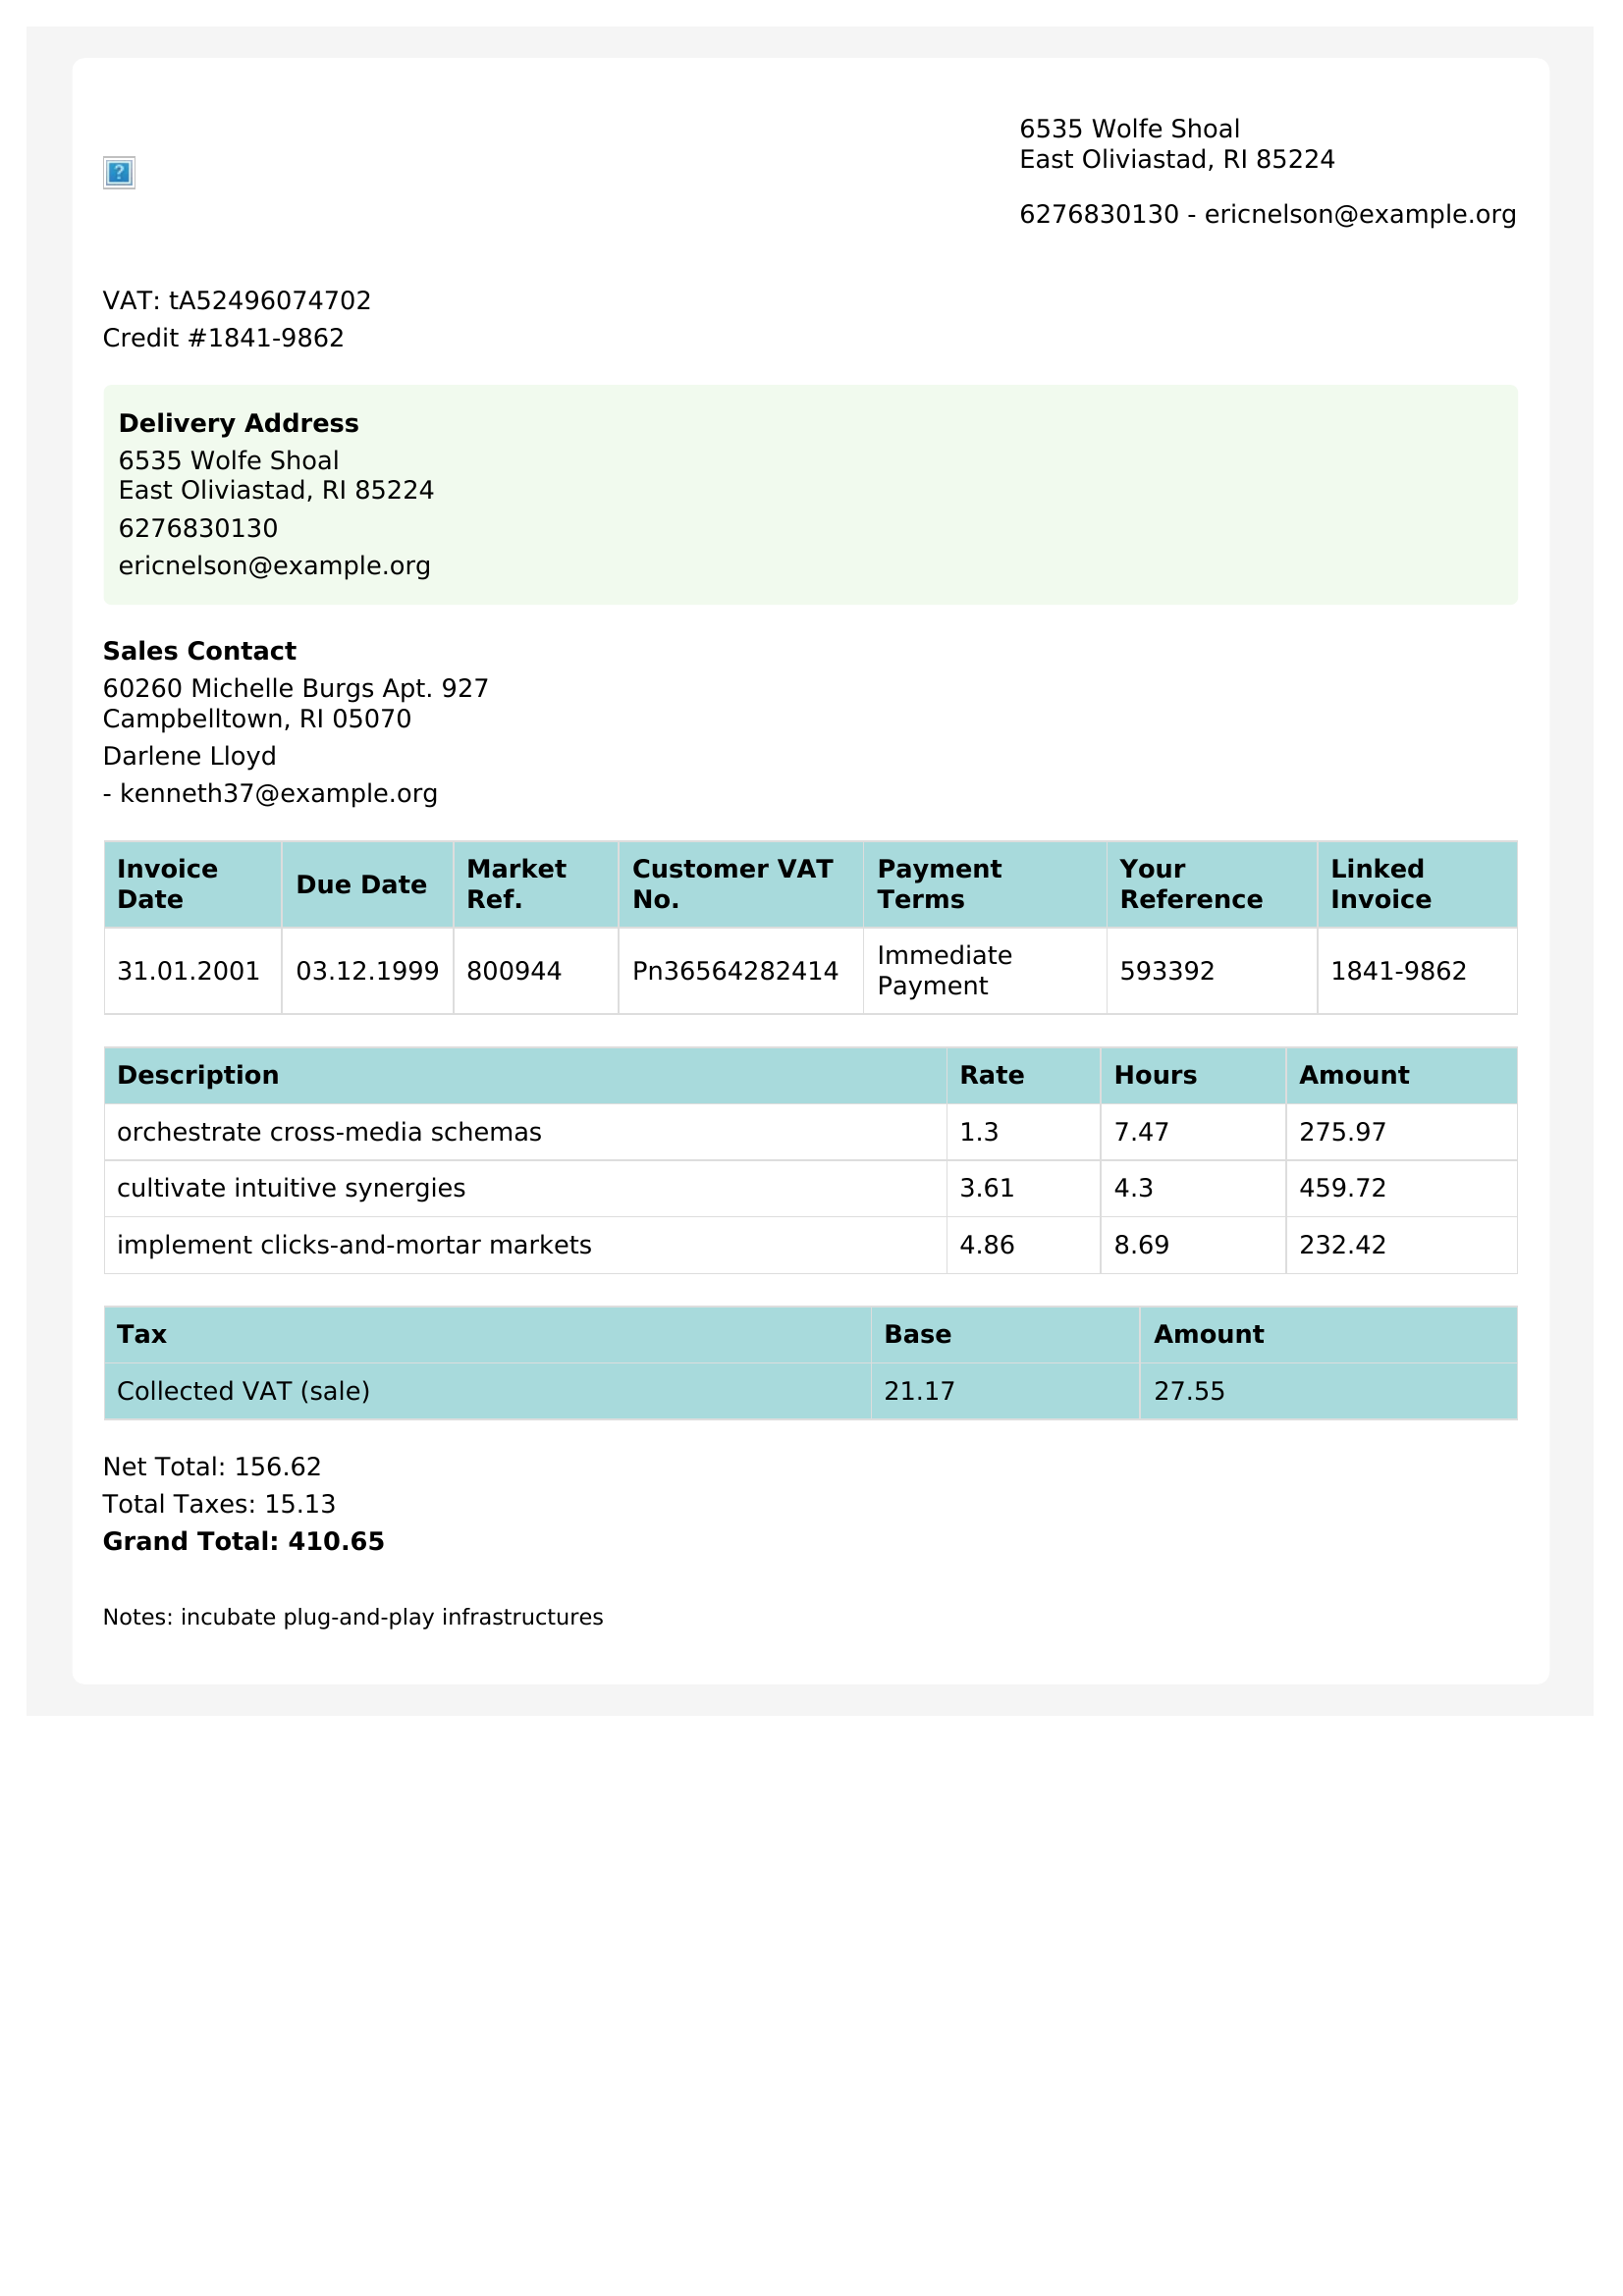 6535 Wolfe Shoal
East Oliviastad, RI 85224
6276830130 - ericnelson@example.org
VAT: tA52496074702
Credit #1841-9862
Delivery Address
6535 Wolfe Shoal
East Oliviastad, RI 85224
6276830130
ericnelson@example.org
Sales Contact
60260 Michelle Burgs Apt. 927
Campbelltown, RI 05070
Darlene Lloyd
- kenneth37@example.org
Invoice Date Due Date Market Ref. Customer VAT No. Payment Terms Your Reference Linked Invoice
31.01.2001 03.12.1999 800944 Pn36564282414 Immediate Payment 593392 1841-9862
Description Rate Hours Amount
orchestrate cross-media schemas 1.3 7.47 275.97
cultivate intuitive synergies 3.61 4.3 459.72
implement clicks-and-mortar markets 4.86 8.69 232.42
Tax Base Amount
Collected VAT (sale) 21.17 27.55
Net Total: 156.62
Total Taxes: 15.13
Grand Total: 410.65
Notes: incubate plug-and-play infrastructures